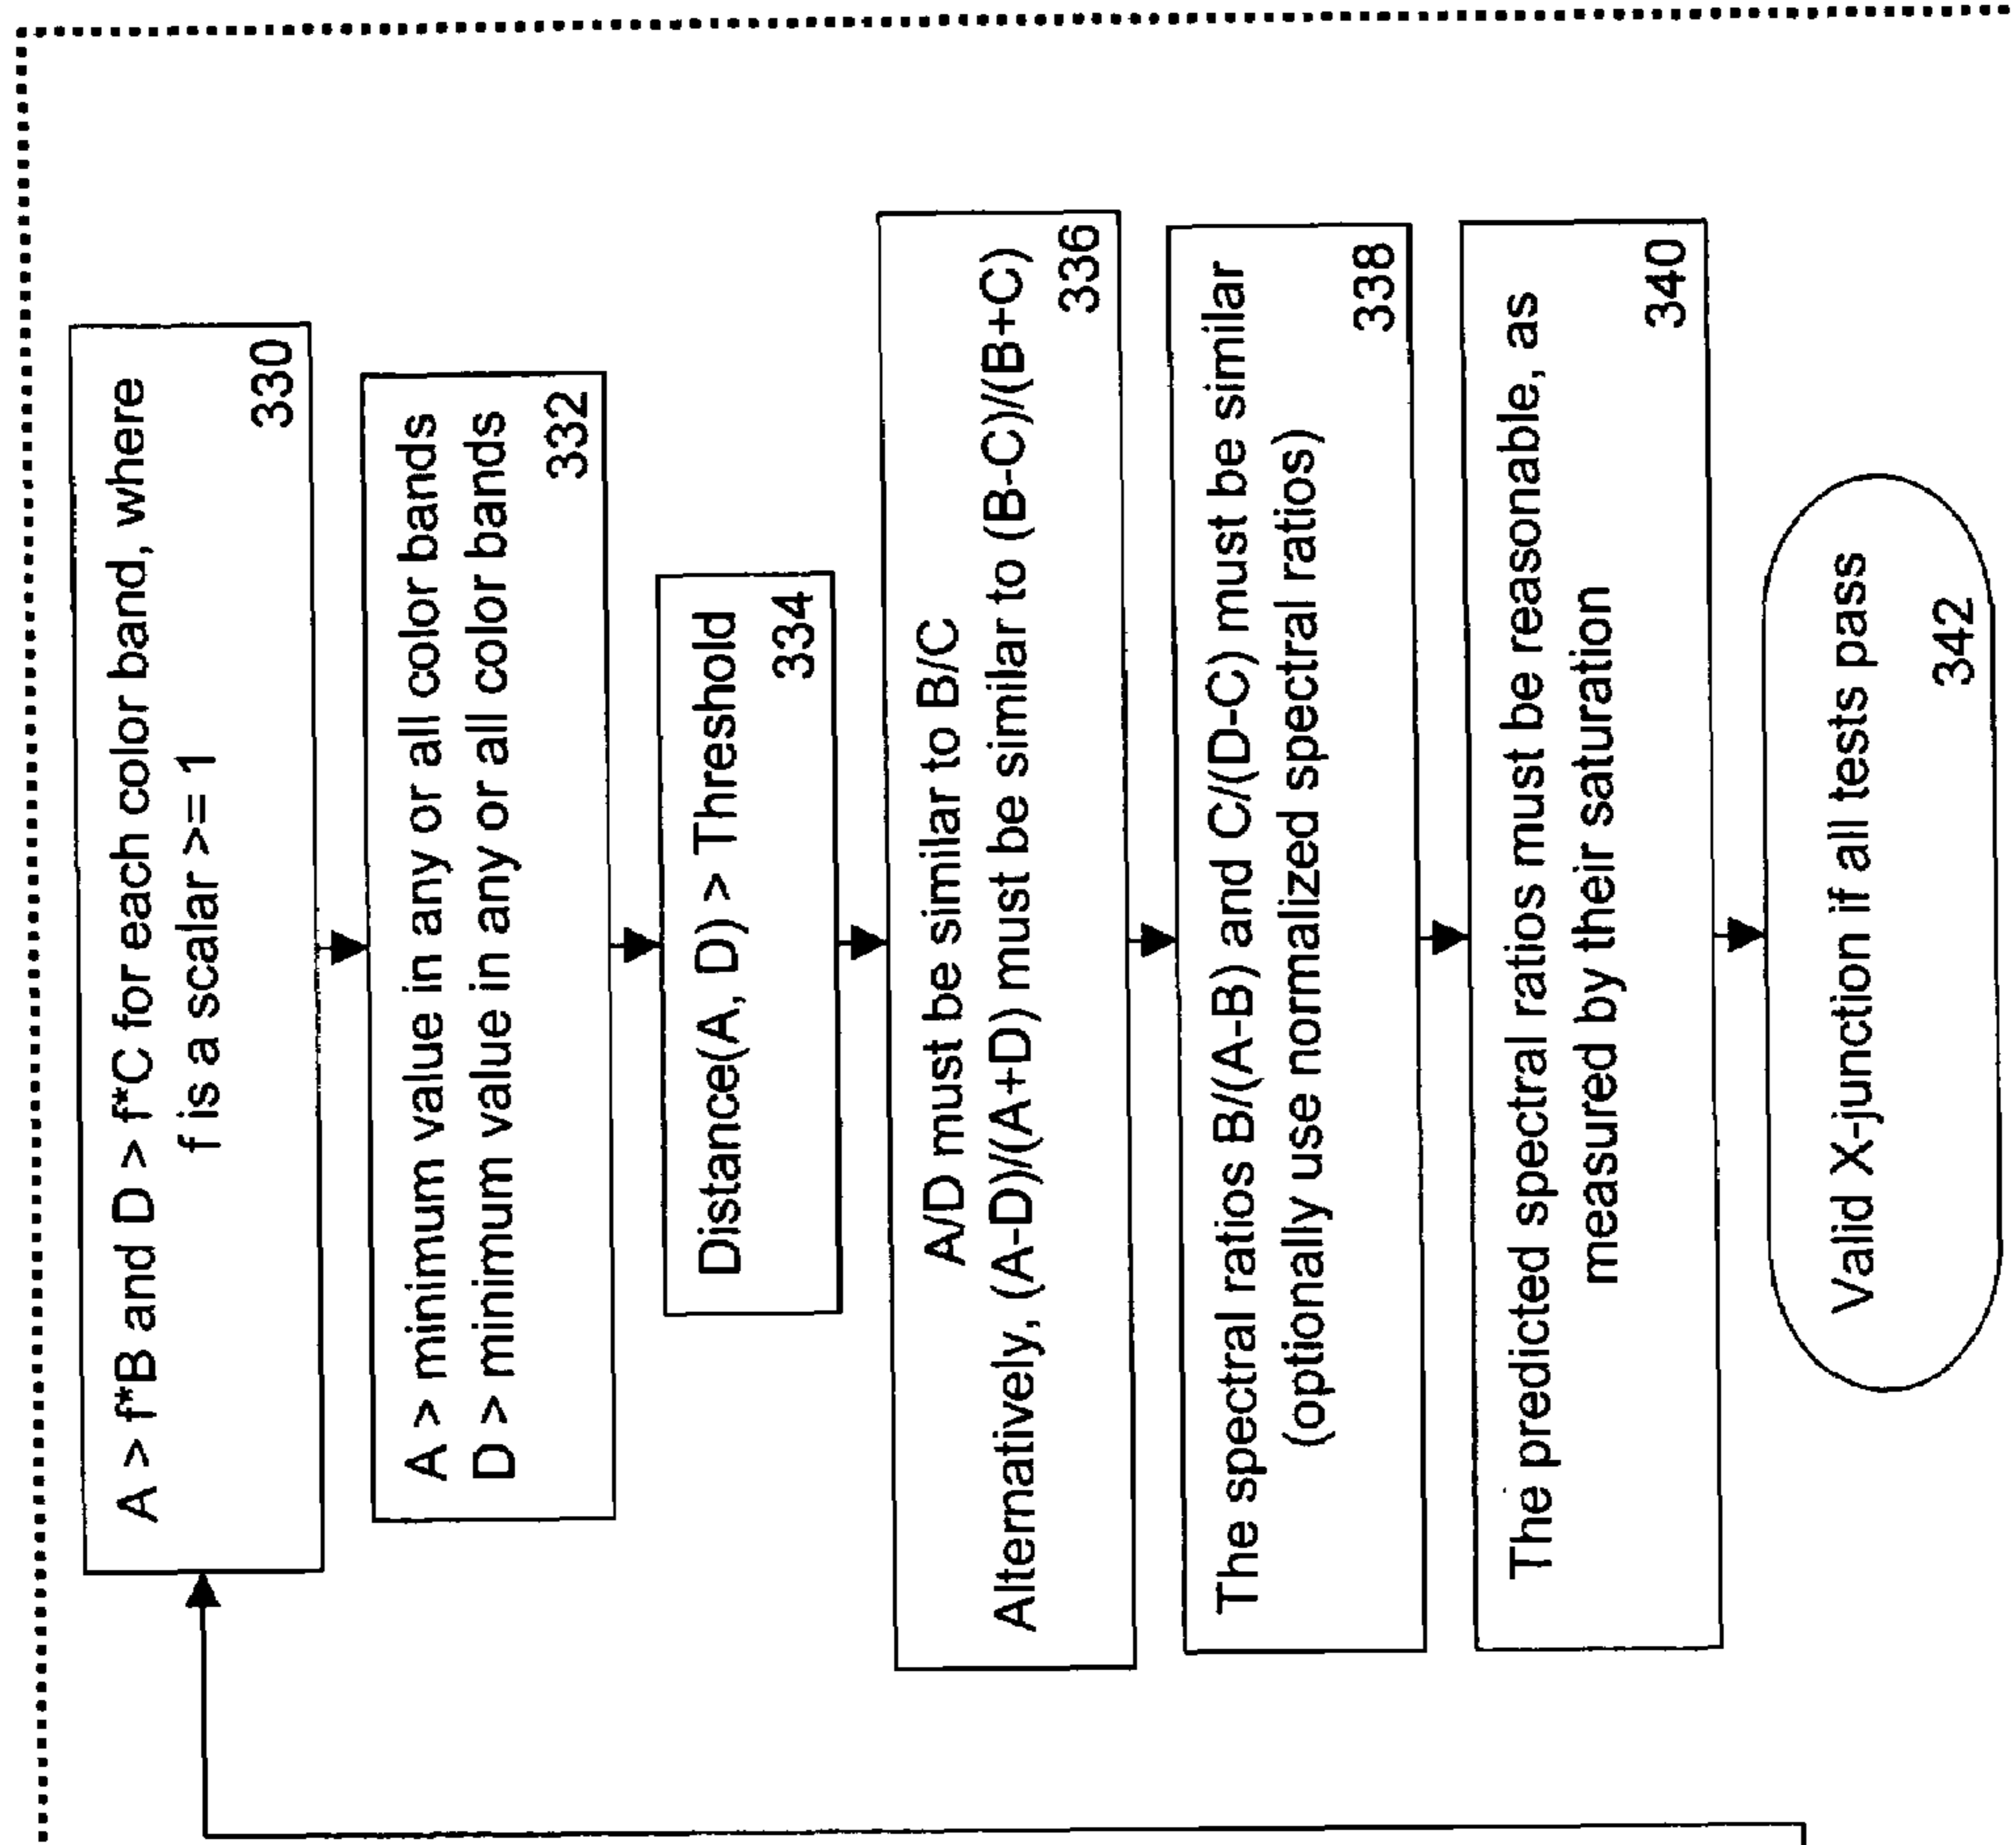 A > f*B and D > f*C for each color band, where
f is a scalar >= 1
330
A > minimum value in any or all color bands
D > minimum value in any or all color bands
332
Distance(A, D) > Threshold
334
A/D must be similar to B/C
Alternatively, (A-D)/(A+D) must be similar to (B-C)/(B+C)
336
The spectral ratios B/(A-B) and C/(D-C) must be similar
(optionally use normalized spectral ratios)
338
The predicted spectral ratios must be reasonable, as
measured by their saturation
340
Valid X-junction if all tests pass
342